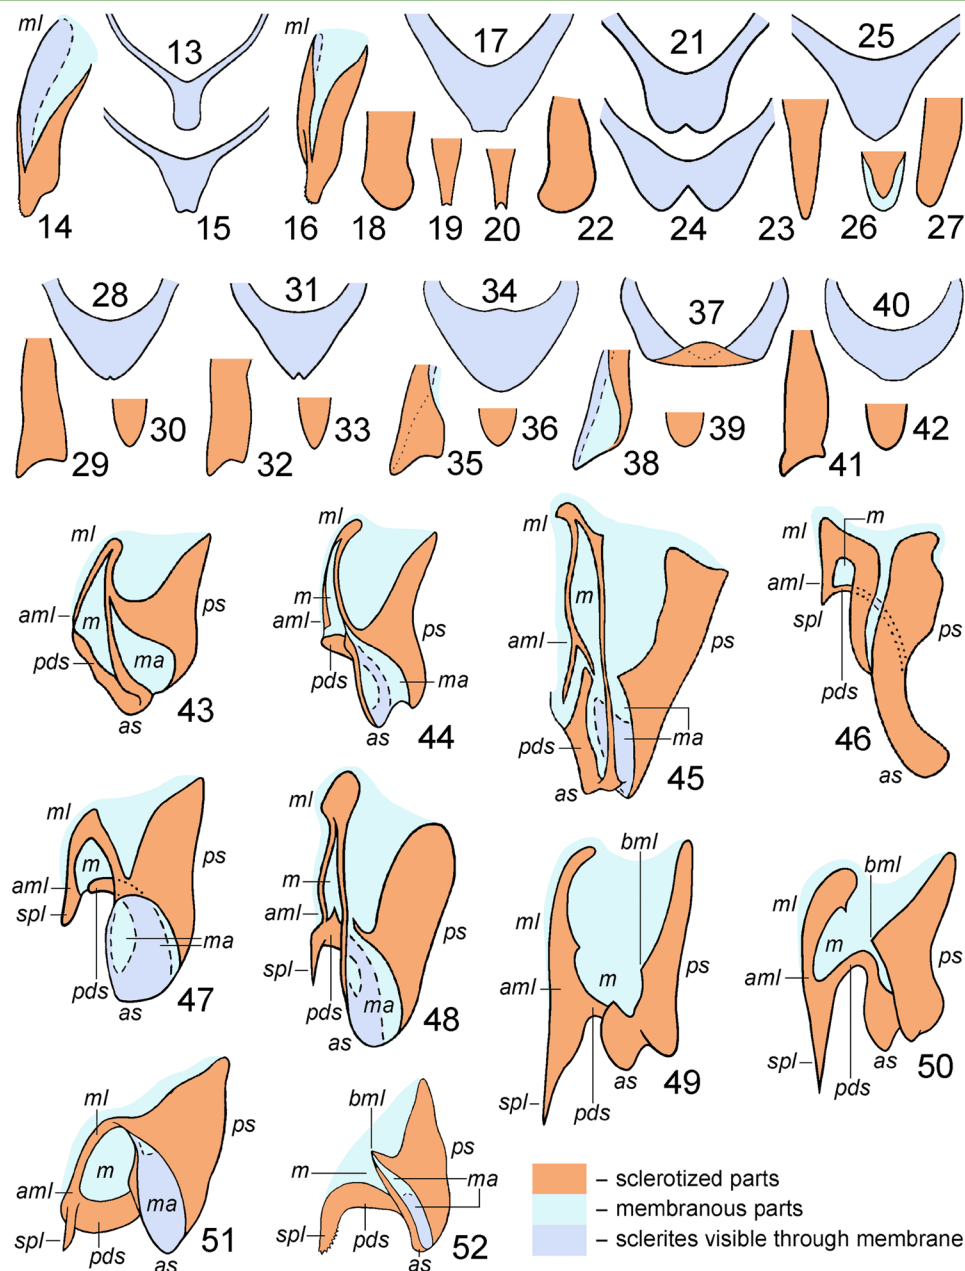 ml 13 ml 17 21 25
14 15 16 18 19 20 22 24 23 26 27
28 31 34 37 40
30 33 36 39 42
29 32 35 38 41
ml ml ml ml m
aml m ps m aml ps m aml ps aml spl ps
pds ma pds ma pds ma pds
as 43 as 44 as 45 as 46
ml ml bml bml
m ps m ml ml
aml aml ps m ps m ps
spl ma spl aml aml
pds 47 pds ma 48 spl pds as 49 spl pds as 50
as as
ml bml
ps ps
m m ma
aml ma
spl pds 51 spl pds 52
as as
– sclerotized parts
– membranous parts
– sclerites visible through membrane